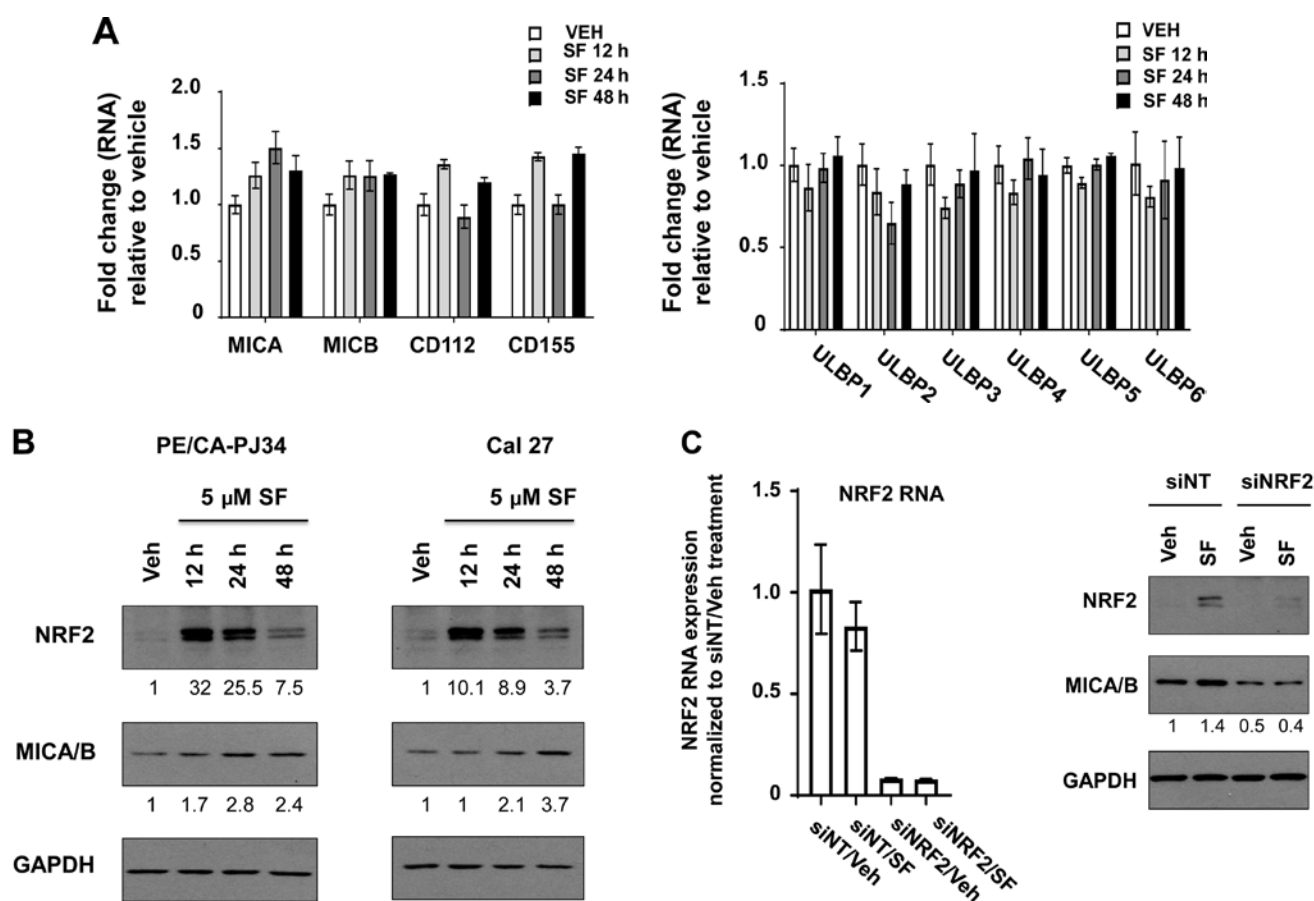 A
VEH
SF 12 h
SF 24 h
SF 48 h
Fold change (RNA)
relative to vehicle
2.0
1.5
1.0
0.5
0
MICA MICB CD112 CD155
VEH
SF 12 h
SF 24 h
SF 48 h
Fold change (RNA)
relative to vehicle
1.5
1.0
0.5
0
ULBP1 ULBP2 ULBP3 ULBP4 ULBP5 ULBP6
B
PE/CA-PJ34
5 µM SF
Veh 12 h 24 h 48 h
Cal 27
5 µM SF
Veh 12 h 24 h 48 h
NRF2
1 32 25.5 7.5
1 10.1 8.9 3.7
MICA/B
1 1.7 2.8 2.4
1 1 2.1 3.7
GAPDH
C
NRF2 RNA expression
normalized to siNT/Veh treatment
NRF2 RNA
1.5
1.0
0.5
0
siNT/Veh siNT/SF siNRF2/Veh siNRF2/SF
siNT siNRF2
Veh SF Veh SF
NRF2
MICA/B
1 1.4 0.5 0.4
GAPDH